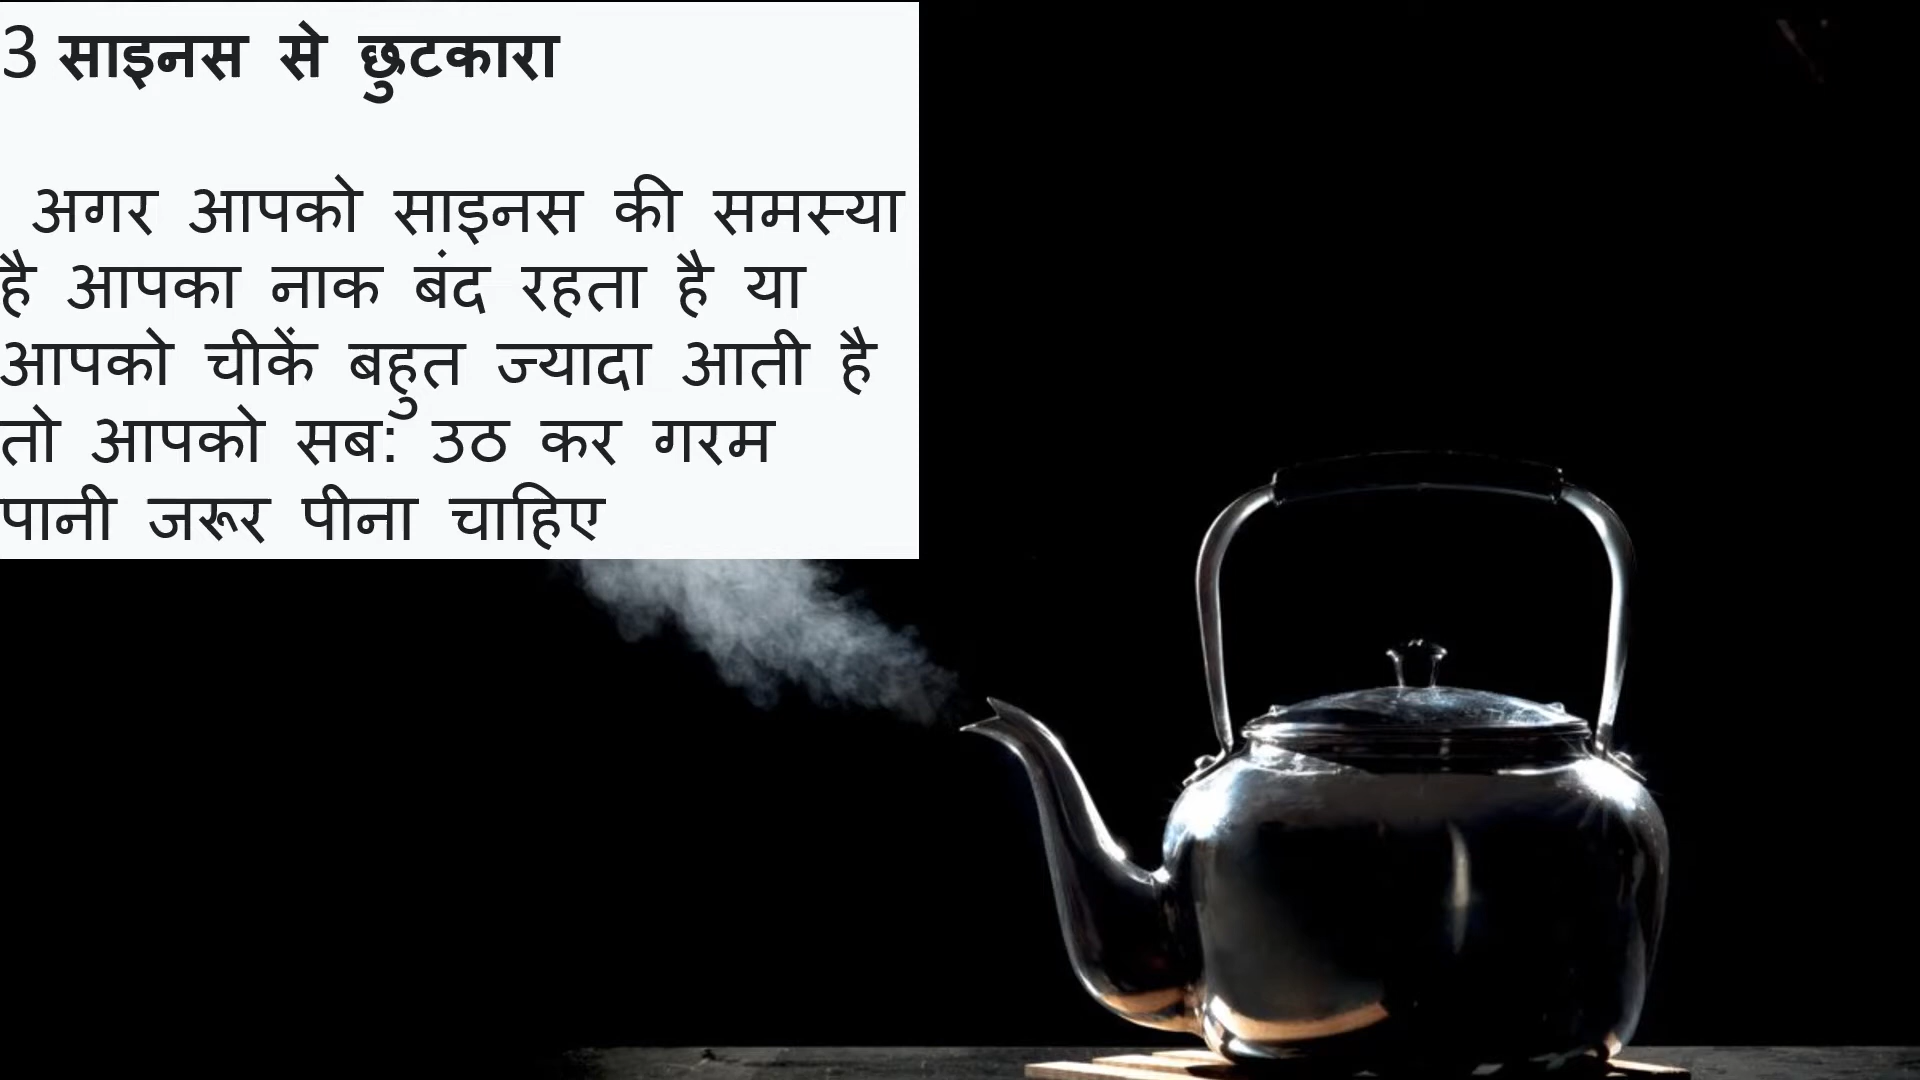 3 साइनस से छुटकारा
अगर आपको साइनस की समस्या
है आपका नाक बंद रहता है या
आपको चीकें बहुत ज्यादा आती है
तो आपको सब: उठ कर गरम
पानी जरूर पीना चाहिए